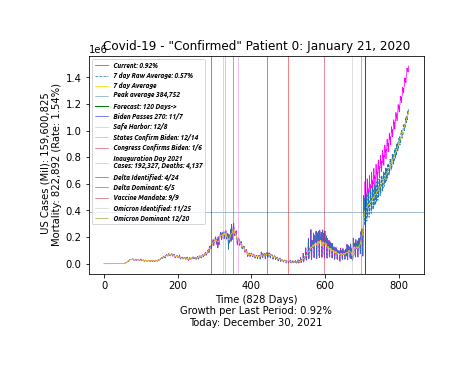 Covid-19 - "Confirmed" Patient 0: January 21, 2020
1e6
Current: 0.92%
7 day Raw Average: 0.57%
7 day Average
Peak average 384,752
Forecast: 120 Days->
Biden Passes 270: 11/7
Safe Harbor: 12/8
States Confirm Biden: 12/14
Congress Confirms Biden: 1/6
Inauguration Day 2021
Cases: 192,327, Deaths: 4,137
Delta Identified: 4/24
Delta Dominant: 6/5
Vaccine Mandate: 9/9
Omicron Identified: 11/25
Omicron Dominant 12/20
US Cases (Mil): 159,600,825
Mortality: 822,892 (Rate: 1.54%)
1.4
1.2
1.0
0.8
0.6
0.4
0.2
0.0
0 200 400 600 800
Time (828 Days)
Growth per Last Period: 0.92%
Today: December 30, 2021